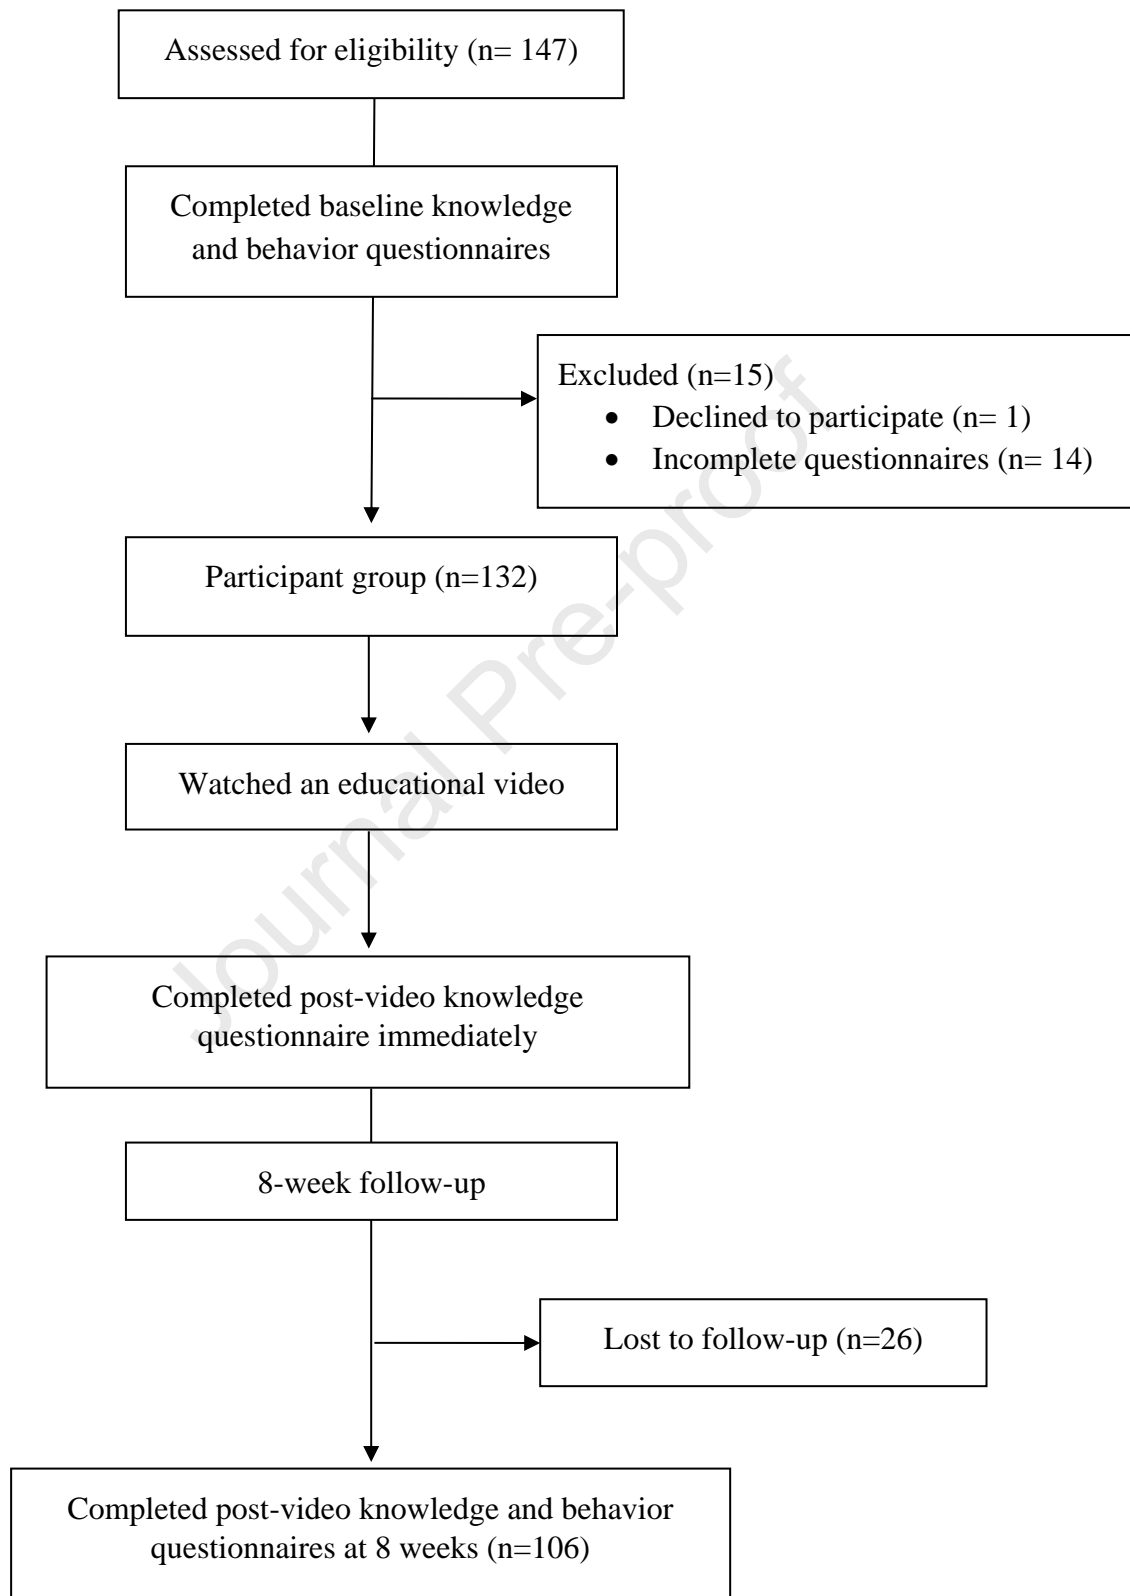 Assessed for eligibility (n= 147)
Completed baseline knowledge
and behavior questionnaires
Excluded (n=15)
• Declined to participate (n= 1)
• Incomplete questionnaires (n= 14)
Participant group (n=132)
Watched an educational video
Completed post-video knowledge
questionnaire immediately
8-week follow-up
Lost to follow-up (n=26)
Completed post-video knowledge and behavior
questionnaires at 8 weeks (n=106)
Journal Pre-proof